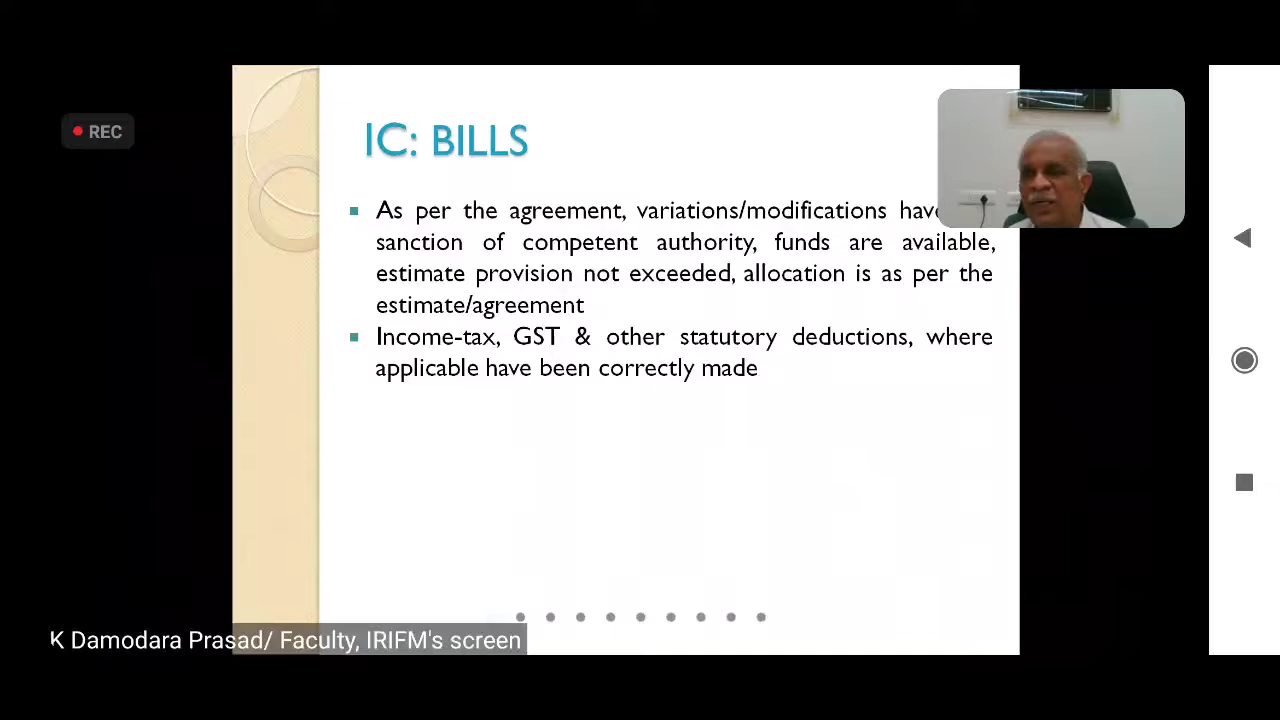 REC
IC: BILLS
As per the agreement, variations/modifications have
sanction of competent authority, funds are available,
estimate provision not exceeded, allocation is as per the
estimate/agreement
Income-tax, GST & other statutory deductions, where
applicable have been correctly made
K Damodara Prasad/ Faculty, IRIFM's screen